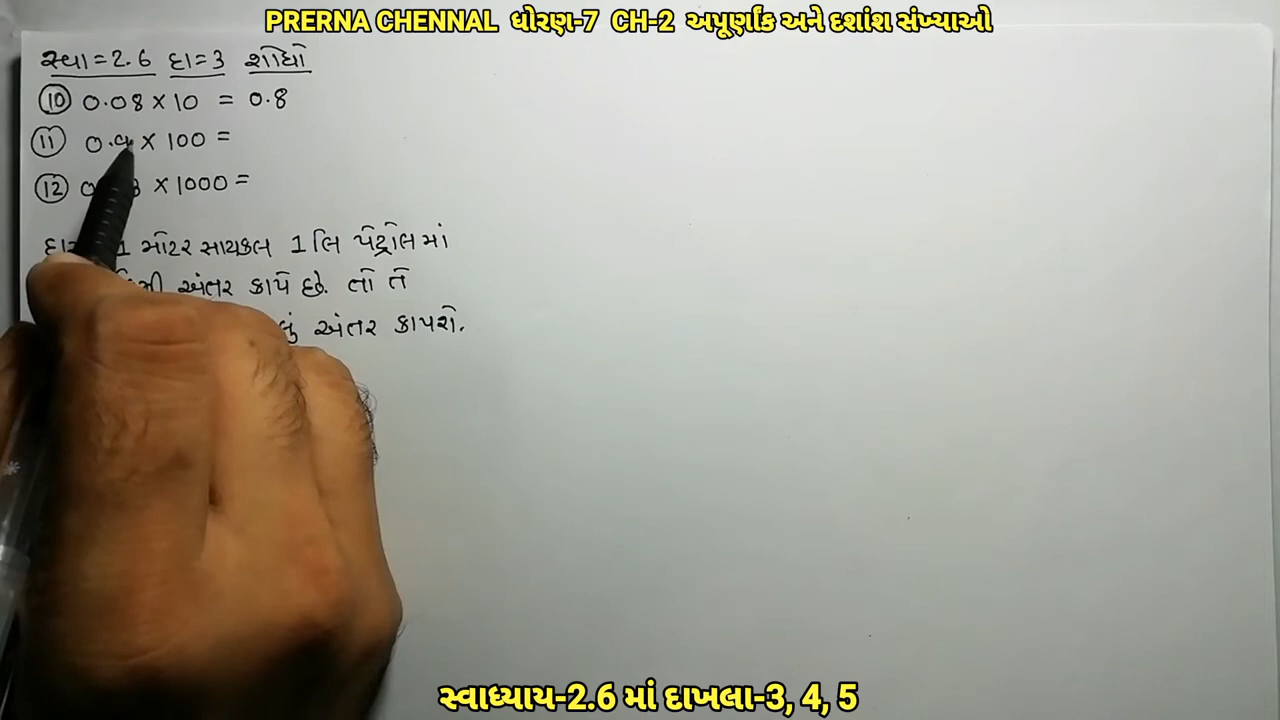 PRERNA CHENNAL ધોરણ-7 CH-2 અપૂર્ણાંક અને દશાંશ સંખ્યાઓ
સ્વા = 2.6 દા = 3 શોધો
10 0.08 × 10 = 0.8
11 0.9 × 100 =
12 × 1000 =
1 મોટર સાયકલ 1 લિ પેટ્રોલમાં
અંતર કાપે છે. તો તે
અંતર કાપશે.
સ્વાધ્યાય-2.6 માં દાખલા-3, 4, 5